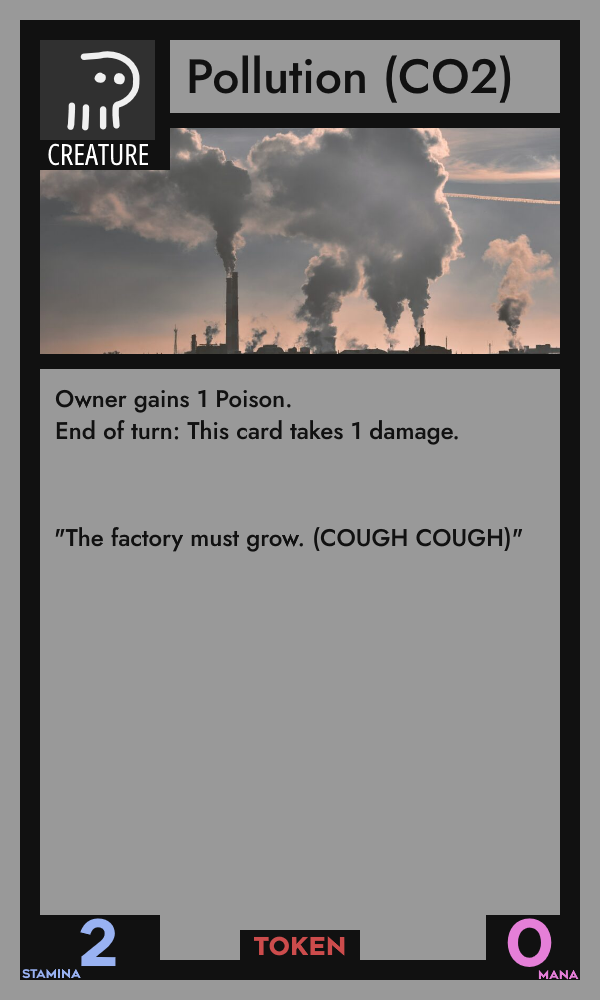 Pollution (CO2)
CREATURE
Owner gains 1 Poison.
End of turn: This card takes 1 damage.
"The factory must grow. (COUGH COUGH)"
2
STAMINA
TOKEN
0
MANA